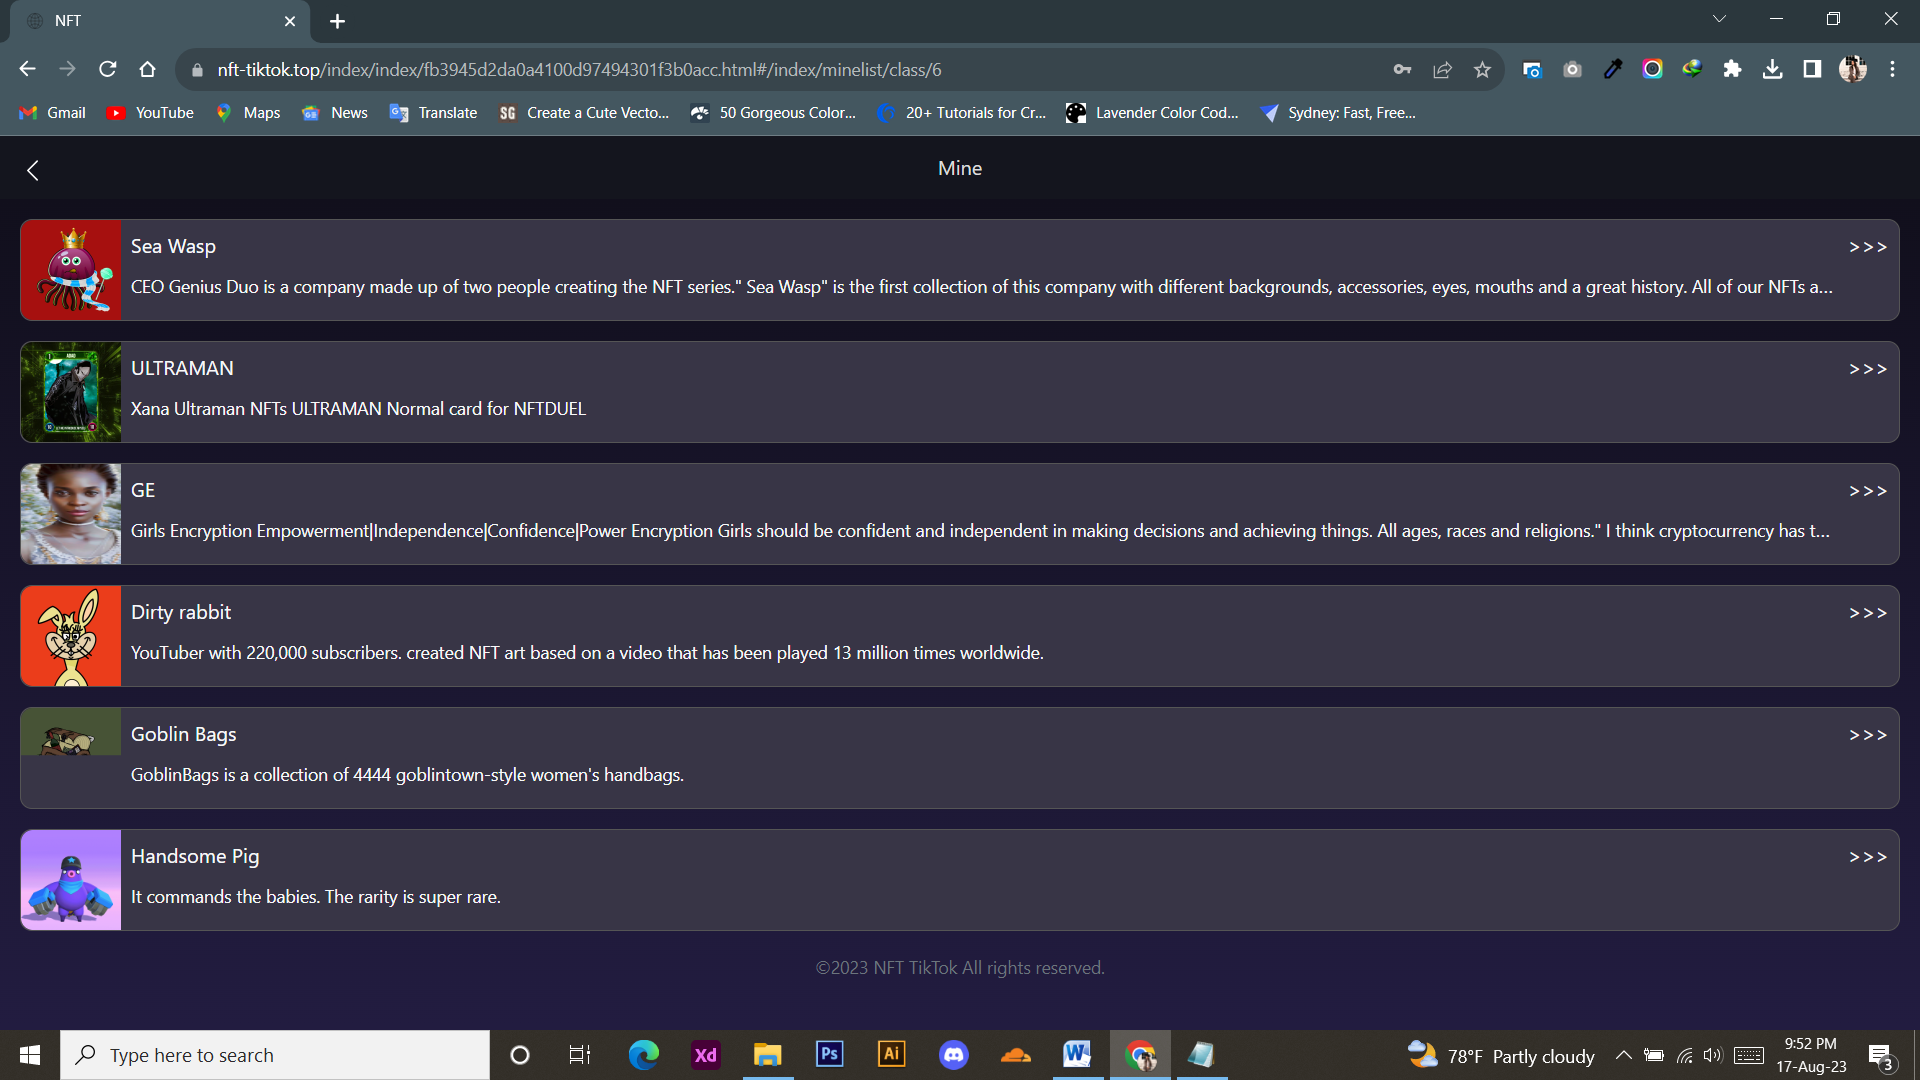 NFT
nft-tiktok.top/index/index/fb3945d2da0a4100d97494301f3b0acc.html#/index/minelist/class/6
Gmail YouTube Maps News Translate SG Create a Cute Vecto... 50 Gorgeous Color... 20+ Tutorials for Cr... Lavender Color Cod... Sydney: Fast, Free...
Mine
Sea Wasp >>>
CEO Genius Duo is a company made up of two people creating the NFT series." Sea Wasp" is the first collection of this company with different backgrounds, accessories, eyes, mouths and a great history. All of our NFTs a...
ULTRAMAN >>>
Xana Ultraman NFTs ULTRAMAN Normal card for NFTDUEL
GE >>>
Girls Encryption Empowerment|Independence|Confidence|Power Encryption Girls should be confident and independent in making decisions and achieving things. All ages, races and religions." I think cryptocurrency has t...
Dirty rabbit >>>
YouTuber with 220,000 subscribers. created NFT art based on a video that has been played 13 million times worldwide.
Goblin Bags >>>
GoblinBags is a collection of 4444 goblintown-style women's handbags.
Handsome Pig >>>
It commands the babies. The rarity is super rare.
©2023 NFT TikTok All rights reserved.
Type here to search Xd Ps Ai W 78°F Partly cloudy 9:52 PM
17-Aug-23 3